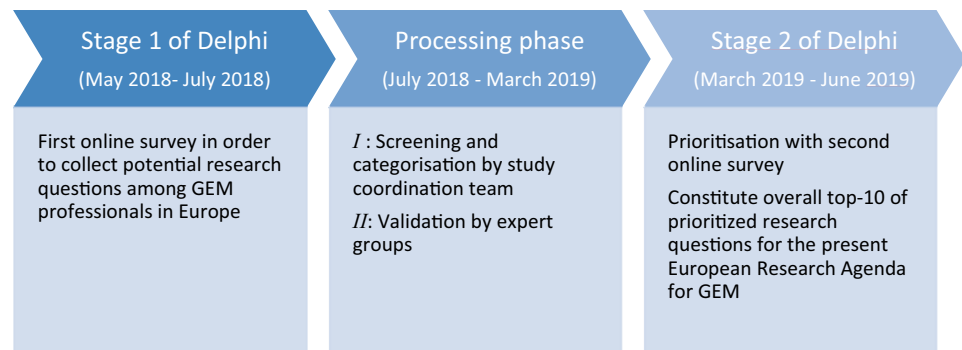 Stage 1 of Delphi
(May 2018- July 2018)
First online survey in order
to collect potential research
questions among GEM
professionals in Europe
Processing phase
(July 2018 - March 2019)
I : Screening and
categorisation by study
coordination team
II: Validation by expert
groups
Stage 2 of Delphi
(March 2019 - June 2019)
Prioritisation with second
online survey
Constitute overall top-10 of
prioritized research
questions for the present
European Research Agenda
for GEM